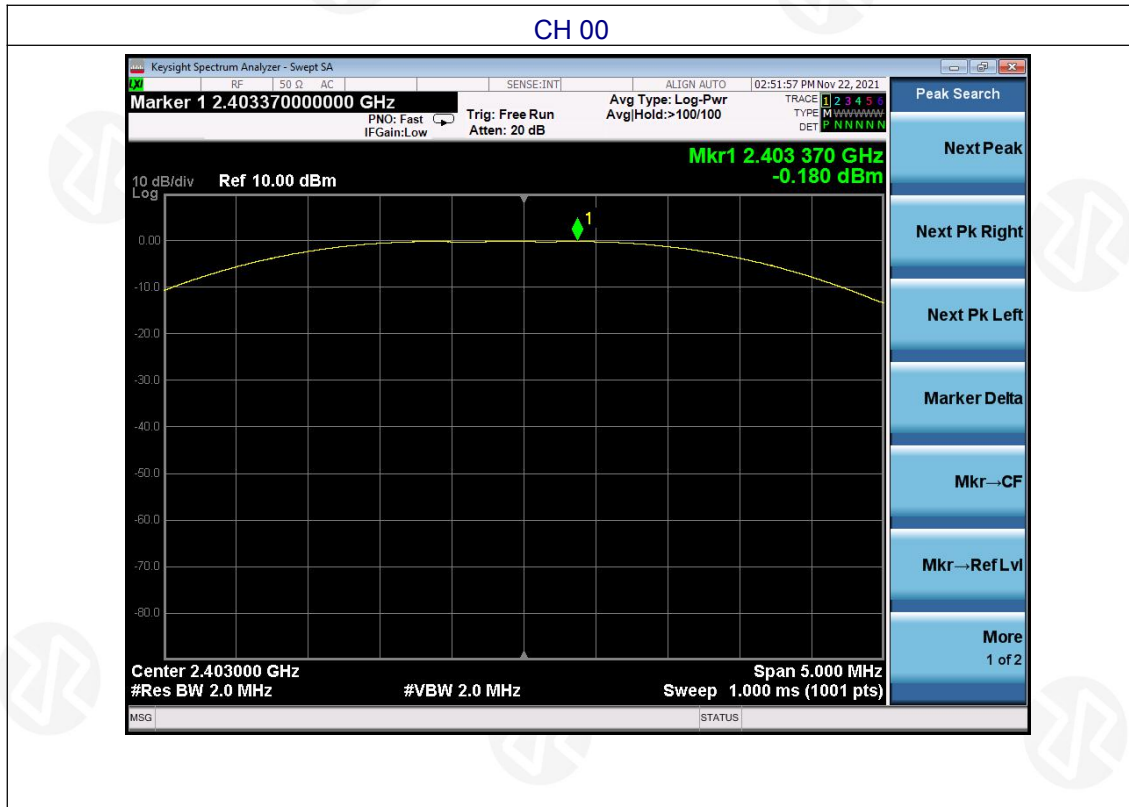 CH 00
Keysight Spectrum Analyzer - Swept SA
LXI RF 50 Ω AC SENSE:INT ALIGN AUTO 02:51:57 PM Nov 22, 2021
Marker 1 2.403370000000 GHz
PNO: Fast
IFGain:Low
Trig: Free Run
Atten: 20 dB
Avg Type: Log-Pwr
Avg|Hold:>100/100
TRACE 1 2 3 4 5 6
TYPE M W W W W W
DET P N N N N N
Mkr1 2.403 370 GHz
-0.180 dBm
10 dB/div Ref 10.00 dBm
Log
1
0.00
-10.0
-20.0
-30.0
-40.0
-50.0
-60.0
-70.0
-80.0
Center 2.403000 GHz Span 5.000 MHz
#Res BW 2.0 MHz #VBW 2.0 MHz Sweep 1.000 ms (1001 pts)
MSG STATUS
Peak Search
Next Peak
Next Pk Right
Next Pk Left
Marker Delta
Mkr→CF
Mkr→Ref Lvl
More
1 of 2